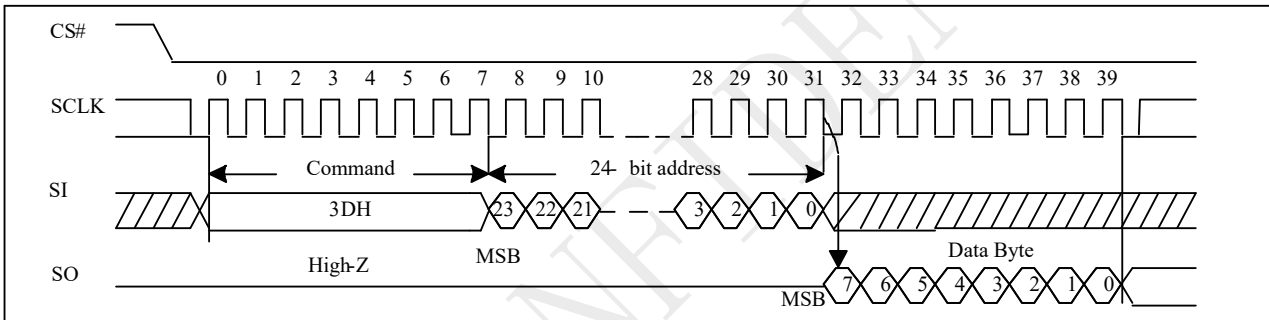 CS#
0 1 2 3 4 5 6 7 8 9 10 28 29 30 31 32 33 34 35 36 37 38 39
SCLK
Command 24- bit address
SI
3DH 23 22 21 3 2 1 0
High-Z MSB Data Byte
SO
MSB 7 6 5 4 3 2 1 0